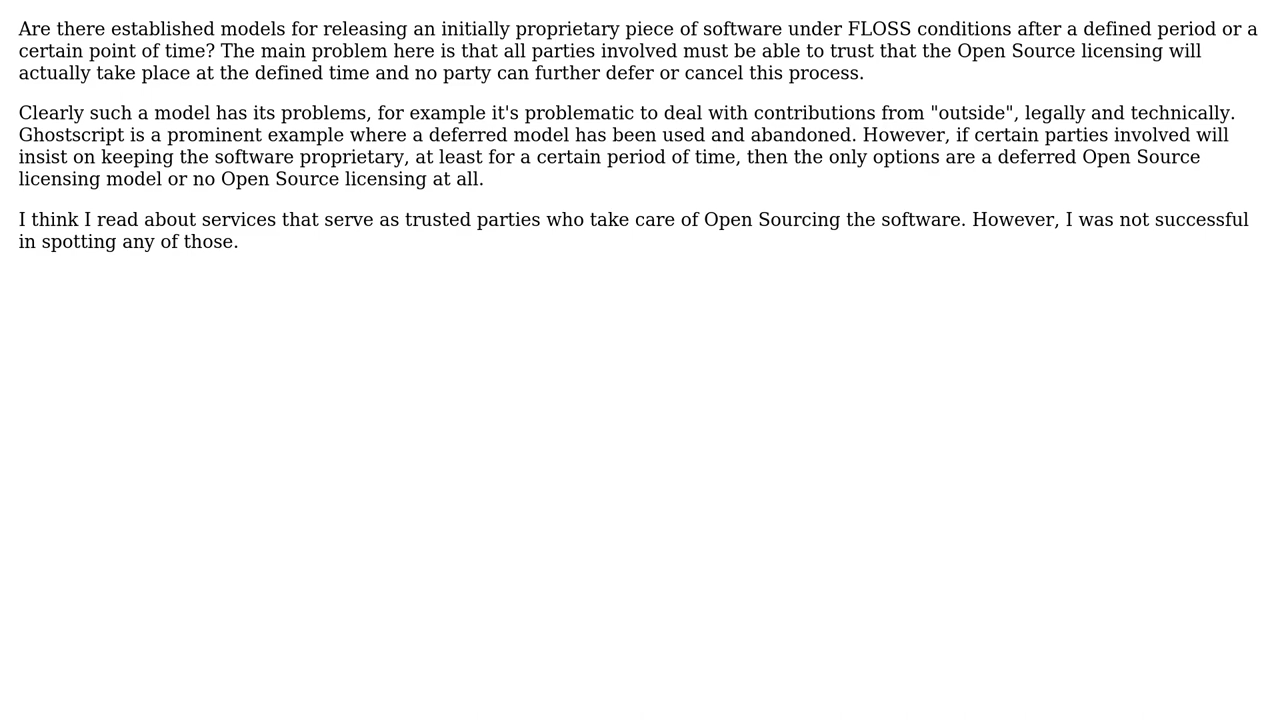 Are there established models for releasing an initially proprietary piece of software under FLOSS conditions after a defined period or a
certain point of time? The main problem here is that all parties involved must be able to trust that the Open Source licensing will
actually take place at the defined time and no party can further defer or cancel this process.
Clearly such a model has its problems, for example it's problematic to deal with contributions from "outside", legally and technically.
Ghostscript is a prominent example where a deferred model has been used and abandoned. However, if certain parties involved will
insist on keeping the software proprietary, at least for a certain period of time, then the only options are a deferred Open Source
licensing model or no Open Source licensing at all.
I think I read about services that serve as trusted parties who take care of Open Sourcing the software. However, I was not successful
in spotting any of those.